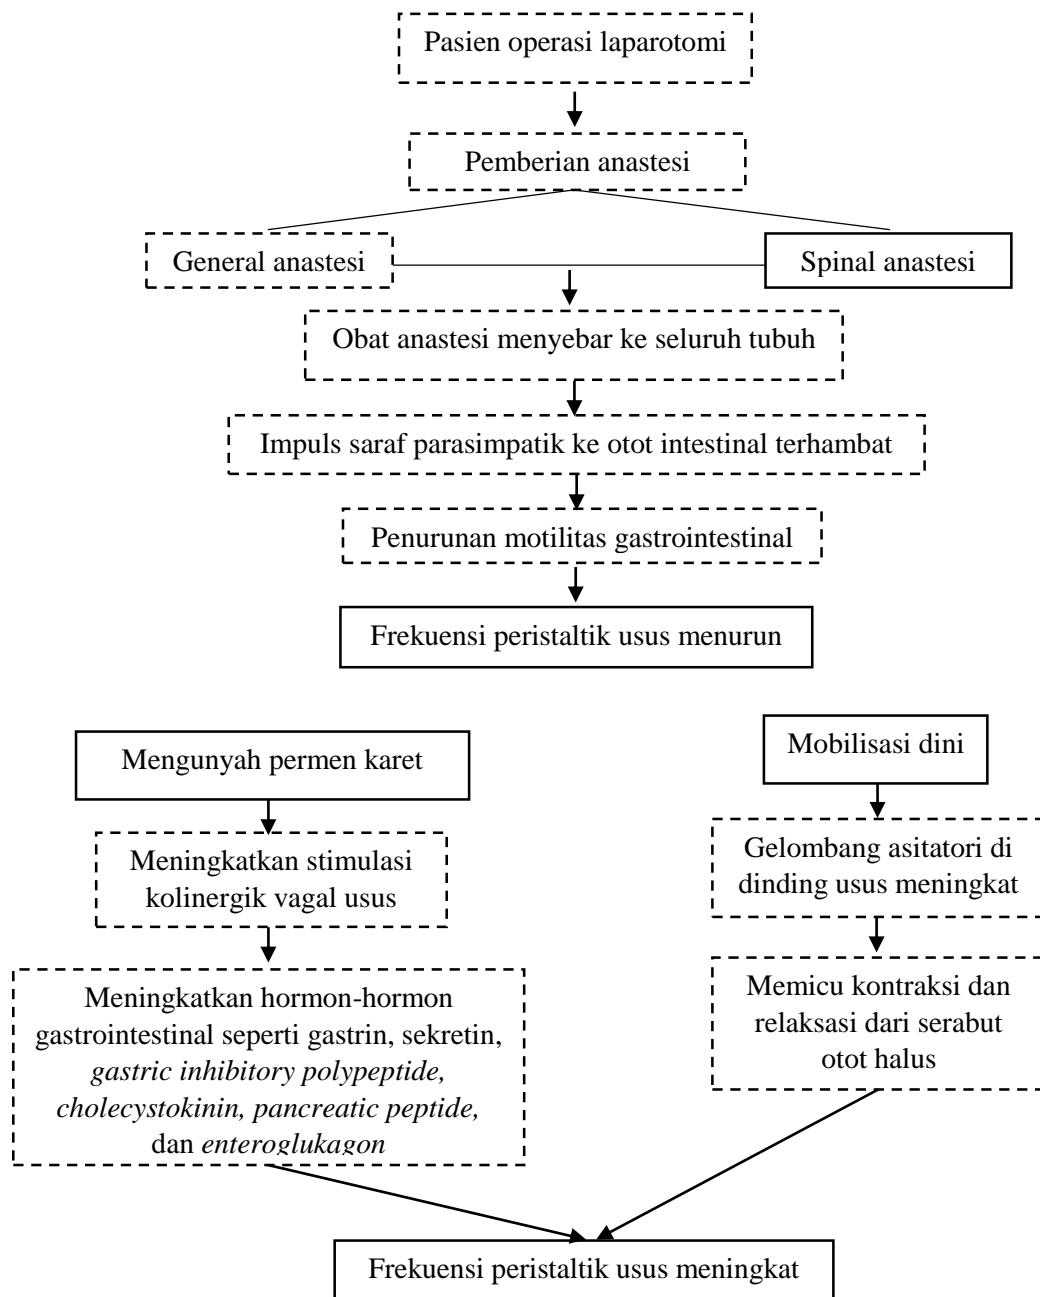 Pasien operasi laparotomi
Pemberian anastesi
General anastesi
Spinal anastesi
Obat anastesi menyebar ke seluruh tubuh
Impuls saraf parasimpatik ke otot intestinal terhambat
Penurunan motilitas gastrointestinal
Frekuensi peristaltik usus menurun
Mengunyah permen karet
Meningkatkan stimulasi
kolinergik vagal usus
Meningkatkan hormon-hormon
gastrointestinal seperti gastrin, sekretin,
gastric inhibitory polypeptide,
cholecystokinin, pancreatic peptide,
dan enteroglukagon
Mobilisasi dini
Gelombang asitatori di
dinding usus meningkat
Memicu kontraksi dan
relaksasi dari serabut
otot halus
Frekuensi peristaltik usus meningkat